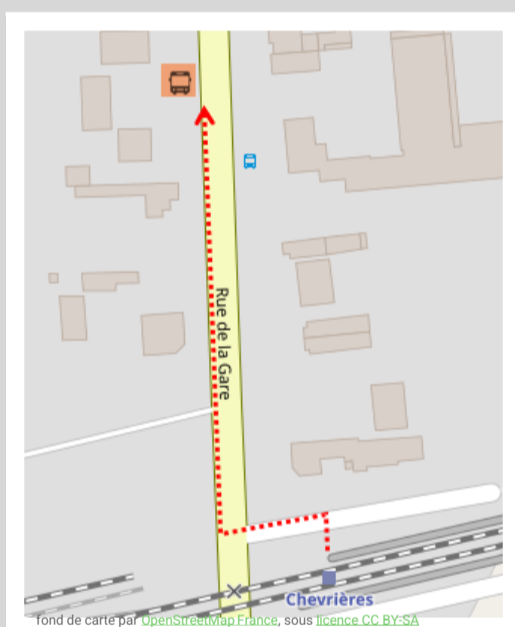 Rue de la Gare
Chevrières
fond de carte par OpenStreetMap France, sous licence CC BY-SA